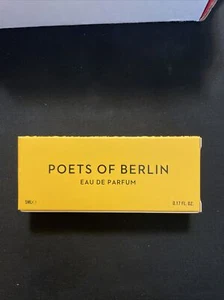 POETS OF BERLIN
EAU DE PARFUM
5ML℮ 0.17 FL OZ